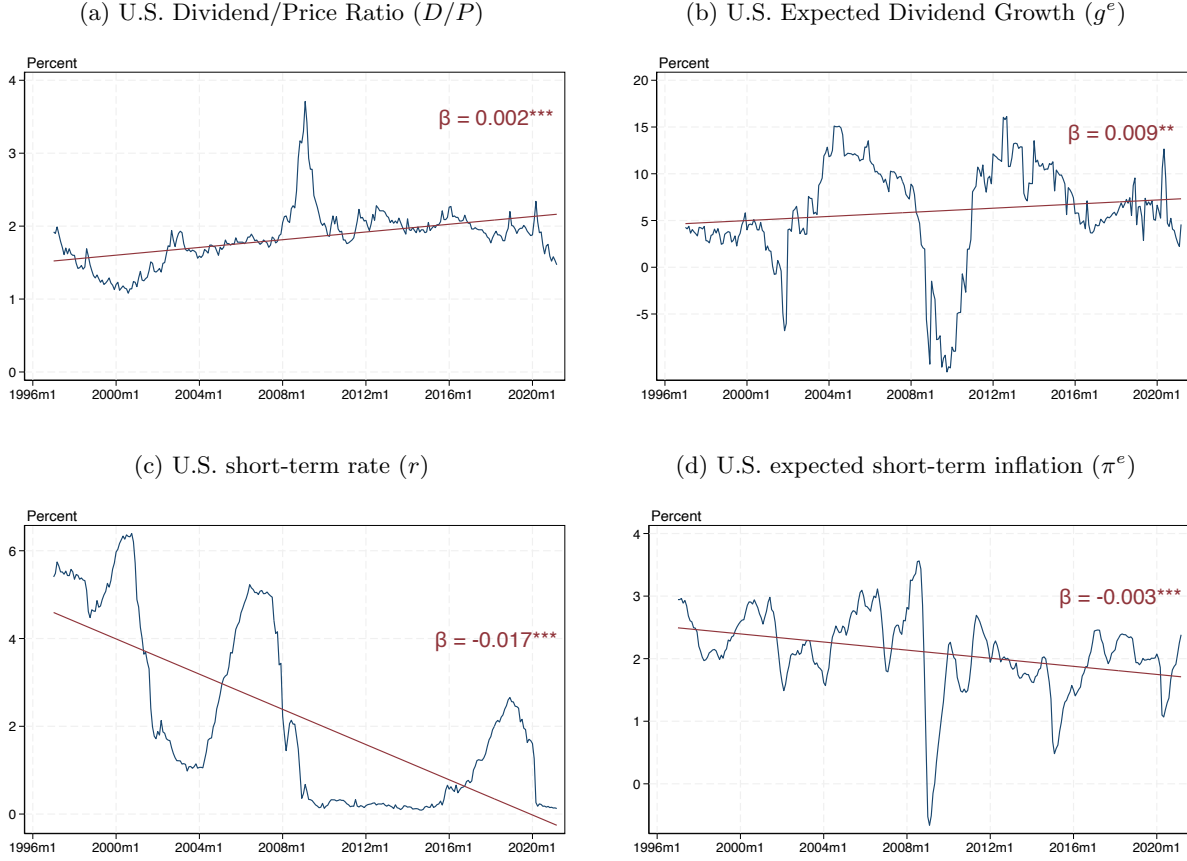 (a) U.S. Dividend/Price Ratio (D/P)
Percent
4
3
2
1
0
β = 0.002***
1996m1 2000m1 2004m1 2008m1 2012m1 2016m1 2020m1
(b) U.S. Expected Dividend Growth (g^e)
Percent
20
15
10
5
0
-5
β = 0.009**
1996m1 2000m1 2004m1 2008m1 2012m1 2016m1 2020m1
(c) U.S. short-term rate (r)
Percent
6
4
2
0
β = -0.017***
1996m1 2000m1 2004m1 2008m1 2012m1 2016m1 2020m1
(d) U.S. expected short-term inflation (π^e)
Percent
4
3
2
1
0
β = -0.003***
1996m1 2000m1 2004m1 2008m1 2012m1 2016m1 2020m1